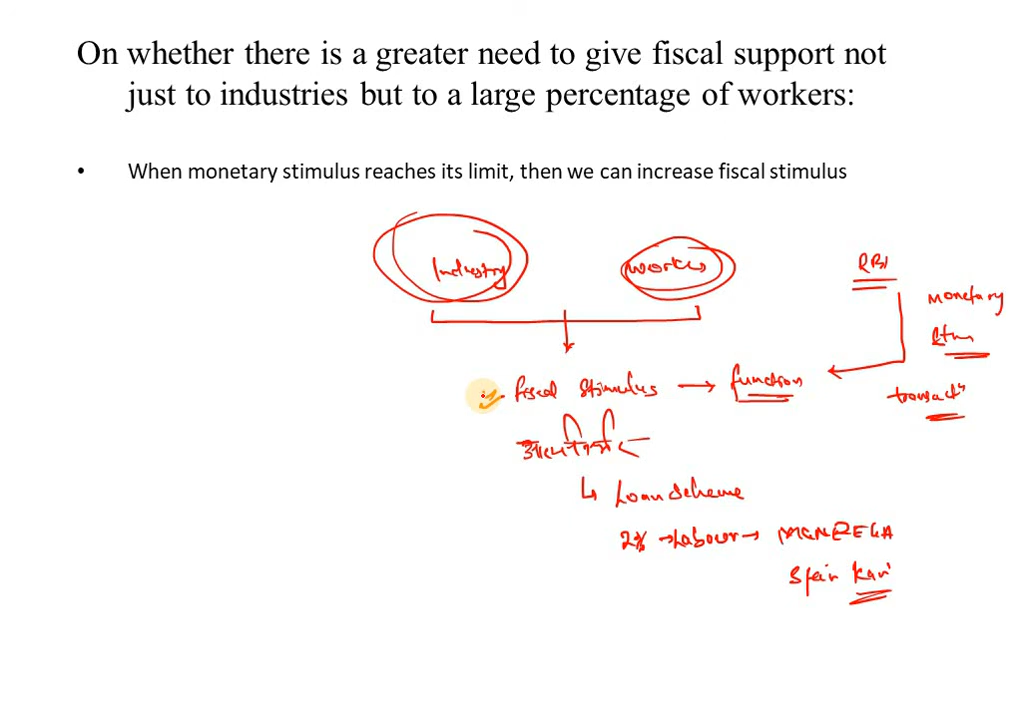 On whether there is a greater need to give fiscal support not
just to industries but to a large percentage of workers:
• When monetary stimulus reaches its limit, then we can increase fiscal stimulus
Industry
RBI
monetary
fiscal stimulus → function
Loan scheme
2% → Labour →